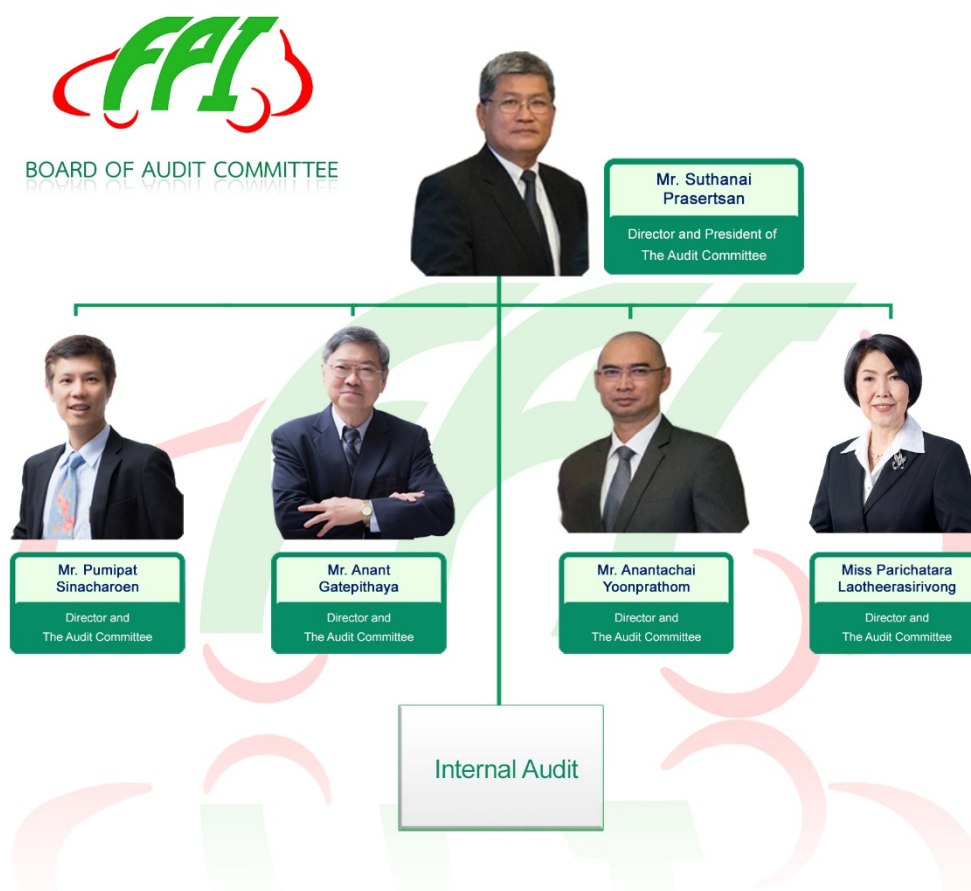 FPI
BOARD OF AUDIT COMMITTEE
Mr. Suthanai
Prasertsan
Director and President of
The Audit Committee
Mr. Pumipat
Sinacharoen
Director and
The Audit Committee
Mr. Anant
Gatepithaya
Director and
The Audit Committee
Mr. Anantachai
Yoonprathom
Director and
The Audit Committee
Miss Parichatara
Laotheerasirivong
Director and
The Audit Committee
Internal Audit